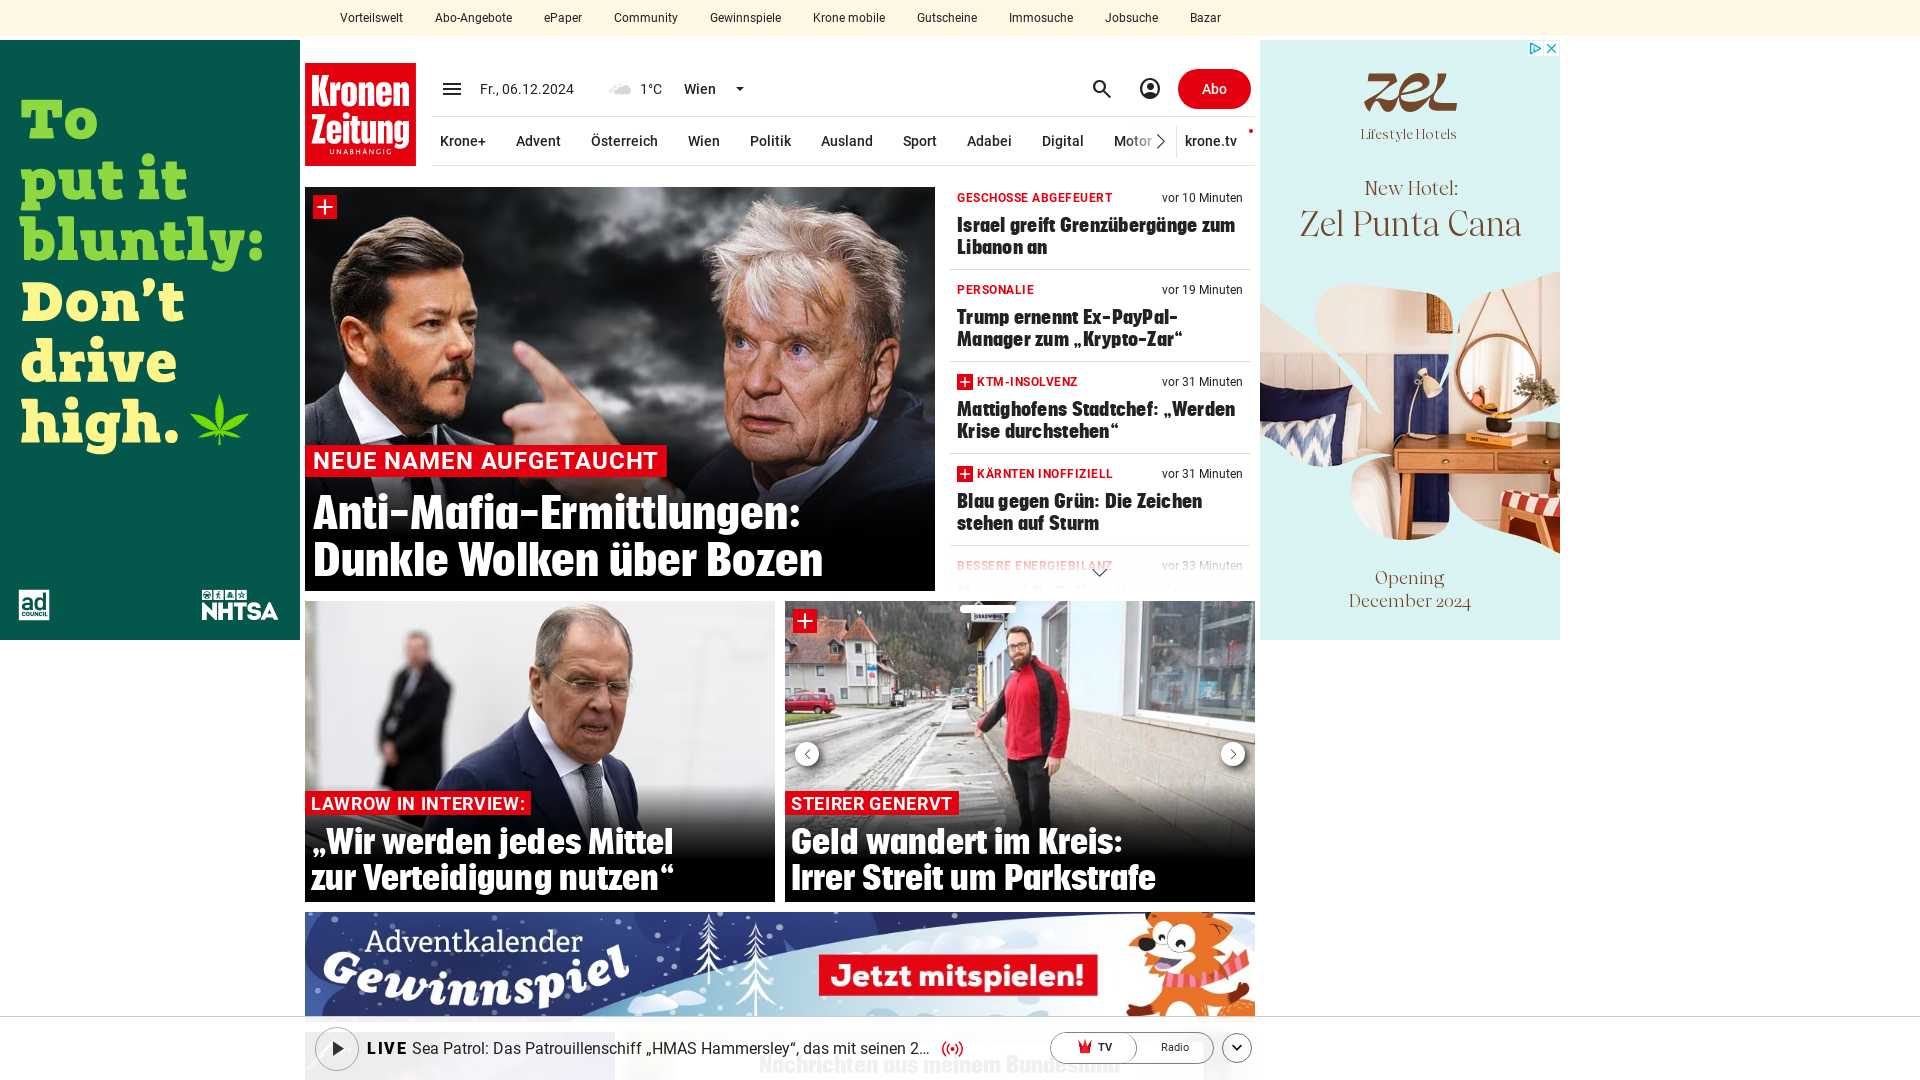 Vorteilswelt Abo-Angebote ePaper Community Gewinnspiele Krone mobile Gutscheine Immosuche Jobsuche Bazar
To
put it
bluntly:
Don't
drive
high.
ad
COUNCIL
NHTSA
Kronen
Zeitung
UNABHÄNGIG
Fr., 06.12.2024 1°C Wien
Abo
Krone+ Advent Österreich Wien Politik Ausland Sport Adabei Digital Motor krone.tv
NEUE NAMEN AUFGETAUCHT
Anti-Mafia-Ermittlungen:
Dunkle Wolken über Bozen
GESCHOSSE ABGEFEUERT vor 10 Minuten
Israel greift Grenzübergänge zum
Libanon an
PERSONALIE vor 19 Minuten
Trump ernennt Ex-PayPal-
Manager zum „Krypto-Zar“
KTM-INSOLVENZ vor 31 Minuten
Mattighofens Stadtchef: „Werden
Krise durchstehen“
KÄRNTEN INOFFIZIELL vor 31 Minuten
Blau gegen Grün: Die Zeichen
stehen auf Sturm
BESSERE ENERGIEBILANZ vor 33 Minuten
zel
Lifestyle Hotels
New Hotel:
Zel Punta Cana
Opening
December 2024
LAWROW IN INTERVIEW:
„Wir werden jedes Mittel
zur Verteidigung nutzen“
STEIRER GENERVT
Geld wandert im Kreis:
Irrer Streit um Parkstrafe
Adventkalender
Gewinnspiel
Jetzt mitspielen!
LIVE Sea Patrol: Das Patrouillenschiff „HMAS Hammersley“, das mit seinen 2...
TV Radio
Nachrichten aus meinem Bundesland